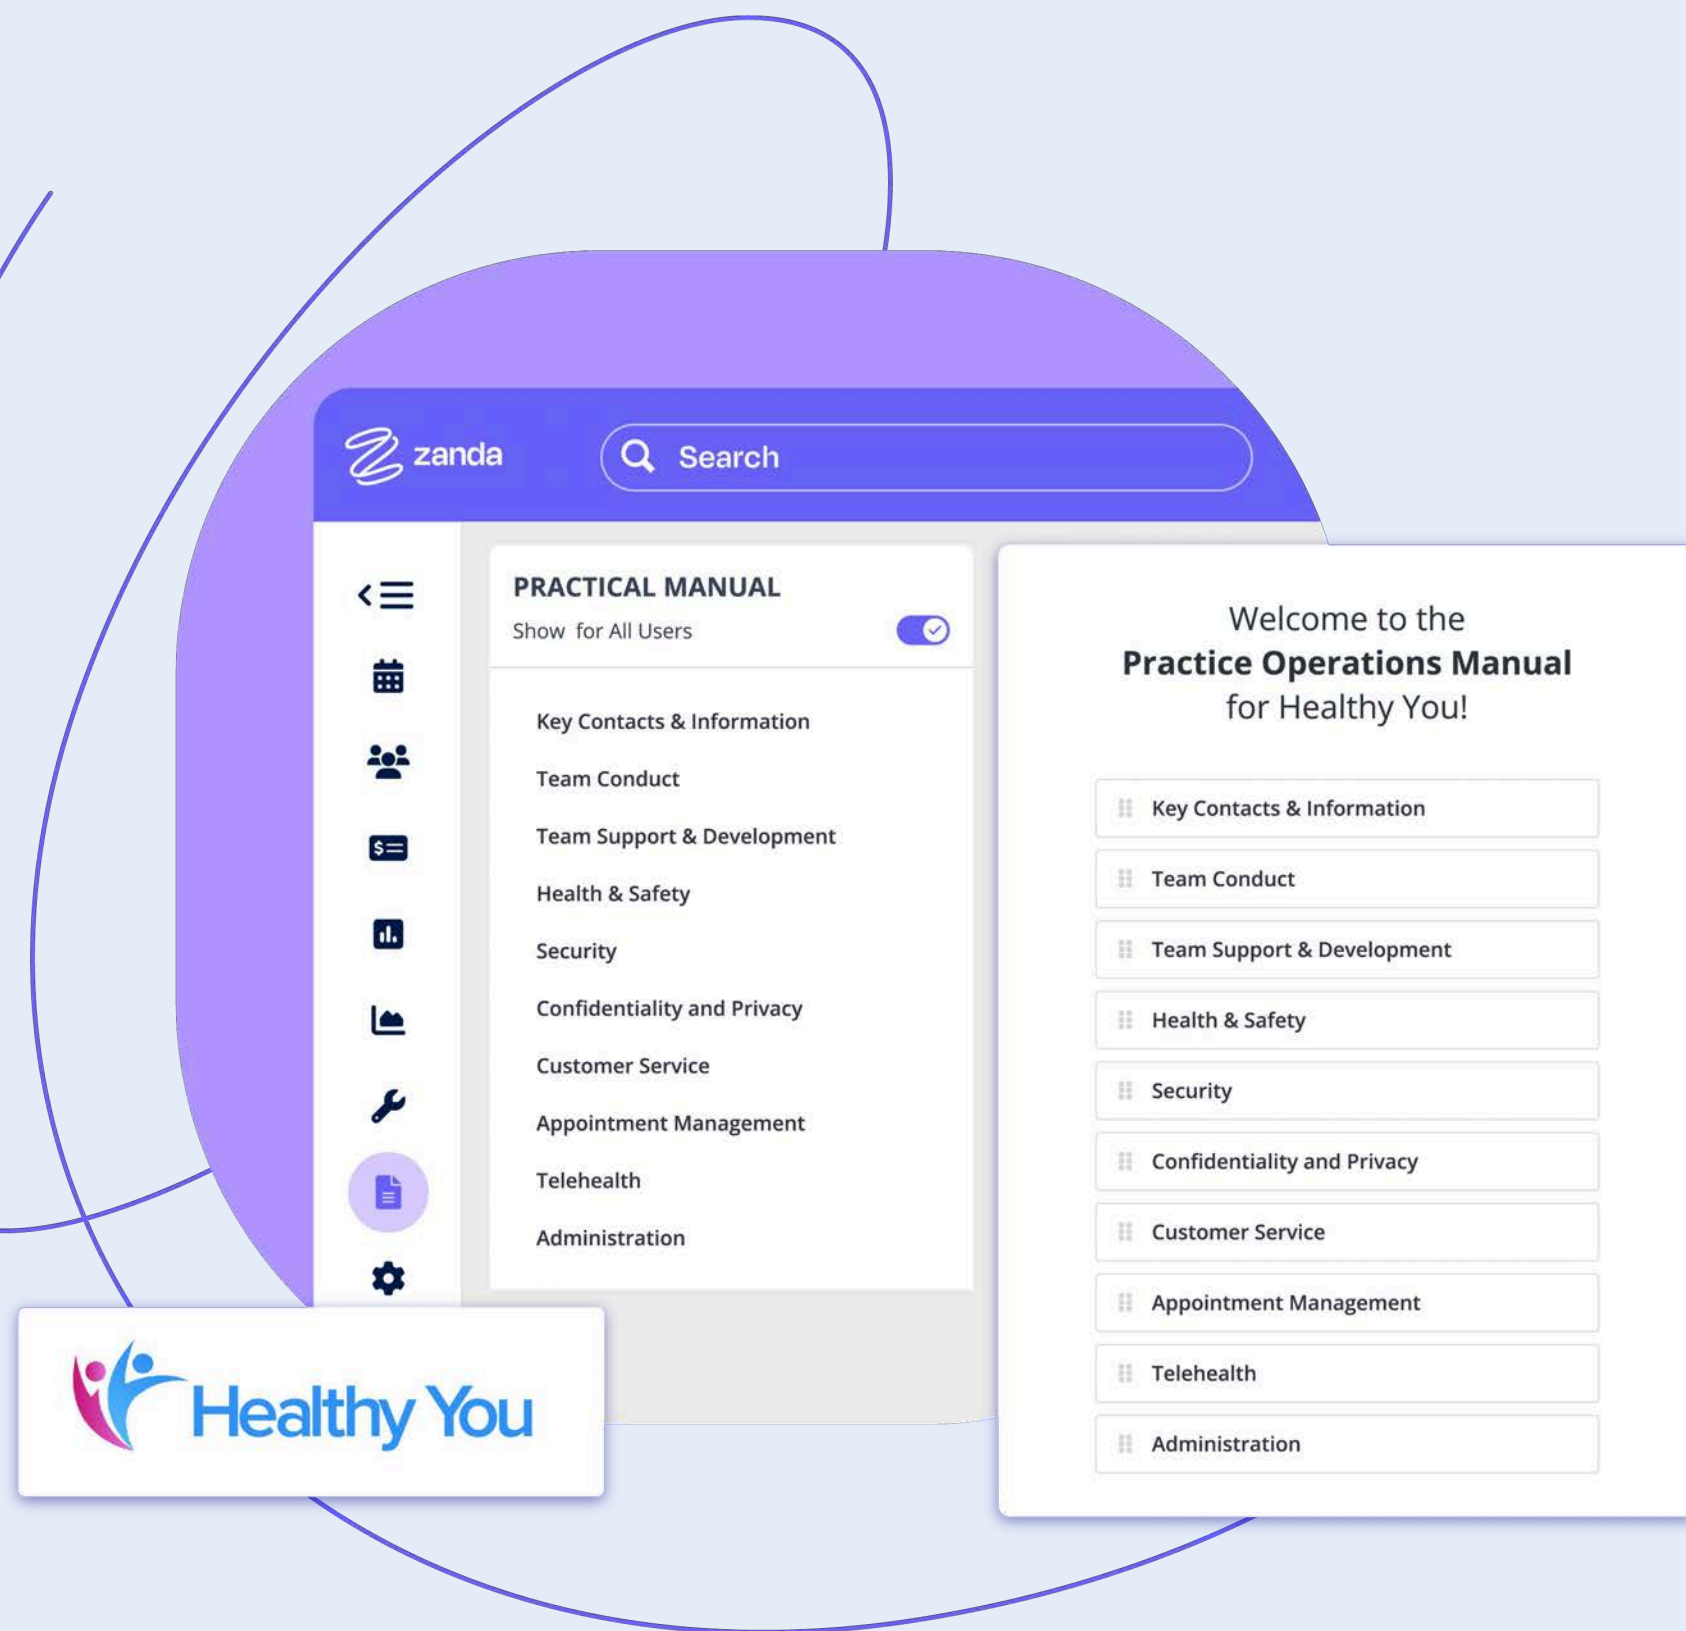 zanda
Search
PRACTICAL MANUAL
Show for All Users
Key Contacts & Information
Team Conduct
Team Support & Development
Health & Safety
Security
Confidentiality and Privacy
Customer Service
Appointment Management
Telehealth
Administration
Welcome to the
Practice Operations Manual
for Healthy You!
Key Contacts & Information
Team Conduct
Team Support & Development
Health & Safety
Security
Confidentiality and Privacy
Customer Service
Appointment Management
Telehealth
Administration
Healthy You